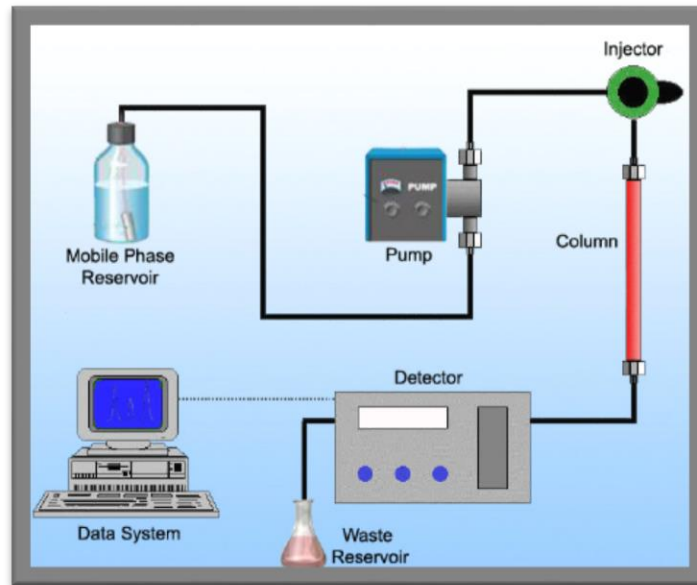 Injector
PUMP
Mobile Phase
Reservoir
Pump
Column
Detector
Data System
Waste
Reservoir